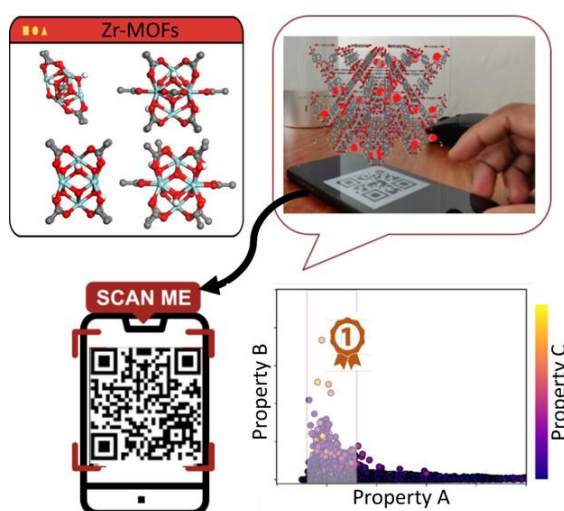 Zr-MOFs
SCAN ME
1
Property B
Property A
Property C